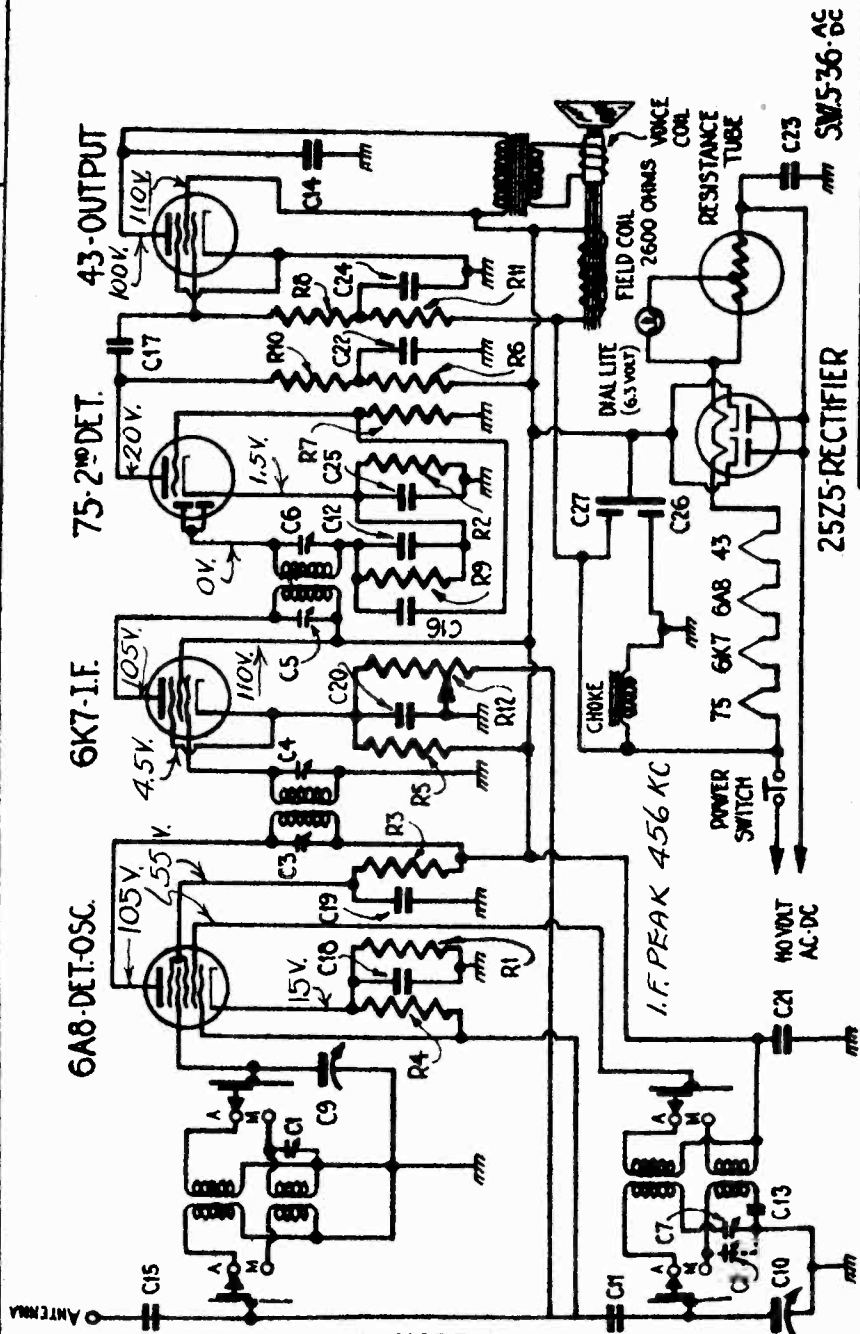 6A8-DET.-OSC.
6K7-I.F.
75-2ND DET.
43-OUTPUT
105V.
155 V.
15V.
4.5V.
105V.
110V.
0V.
20V.
1.5V.
100V.
110V.
ANTENNA
C15
A
M
A
M
C1
C9
C18
R4
R1
C19
R3
C3
C4
C20
R5
R12
C5
C6
C16
R9
C12
R2
C25
R7
R10
C22
R6
C17
R8
C24
R11
C14
VOICE
COIL
FIELD COIL
2600 OHMS
DIAL LITE
(6.3 VOLT)
RESISTANCE
TUBE
C23
C27
C26
CHOKE
25Z5-RECTIFIER
75
6K7
6A8
43
POWER
SWITCH
110 VOLT
AC-DC
I.F. PEAK 456 KC
C11
A
M
A
M
C7
C13
C10
C21
SW.5-36-AC
DC